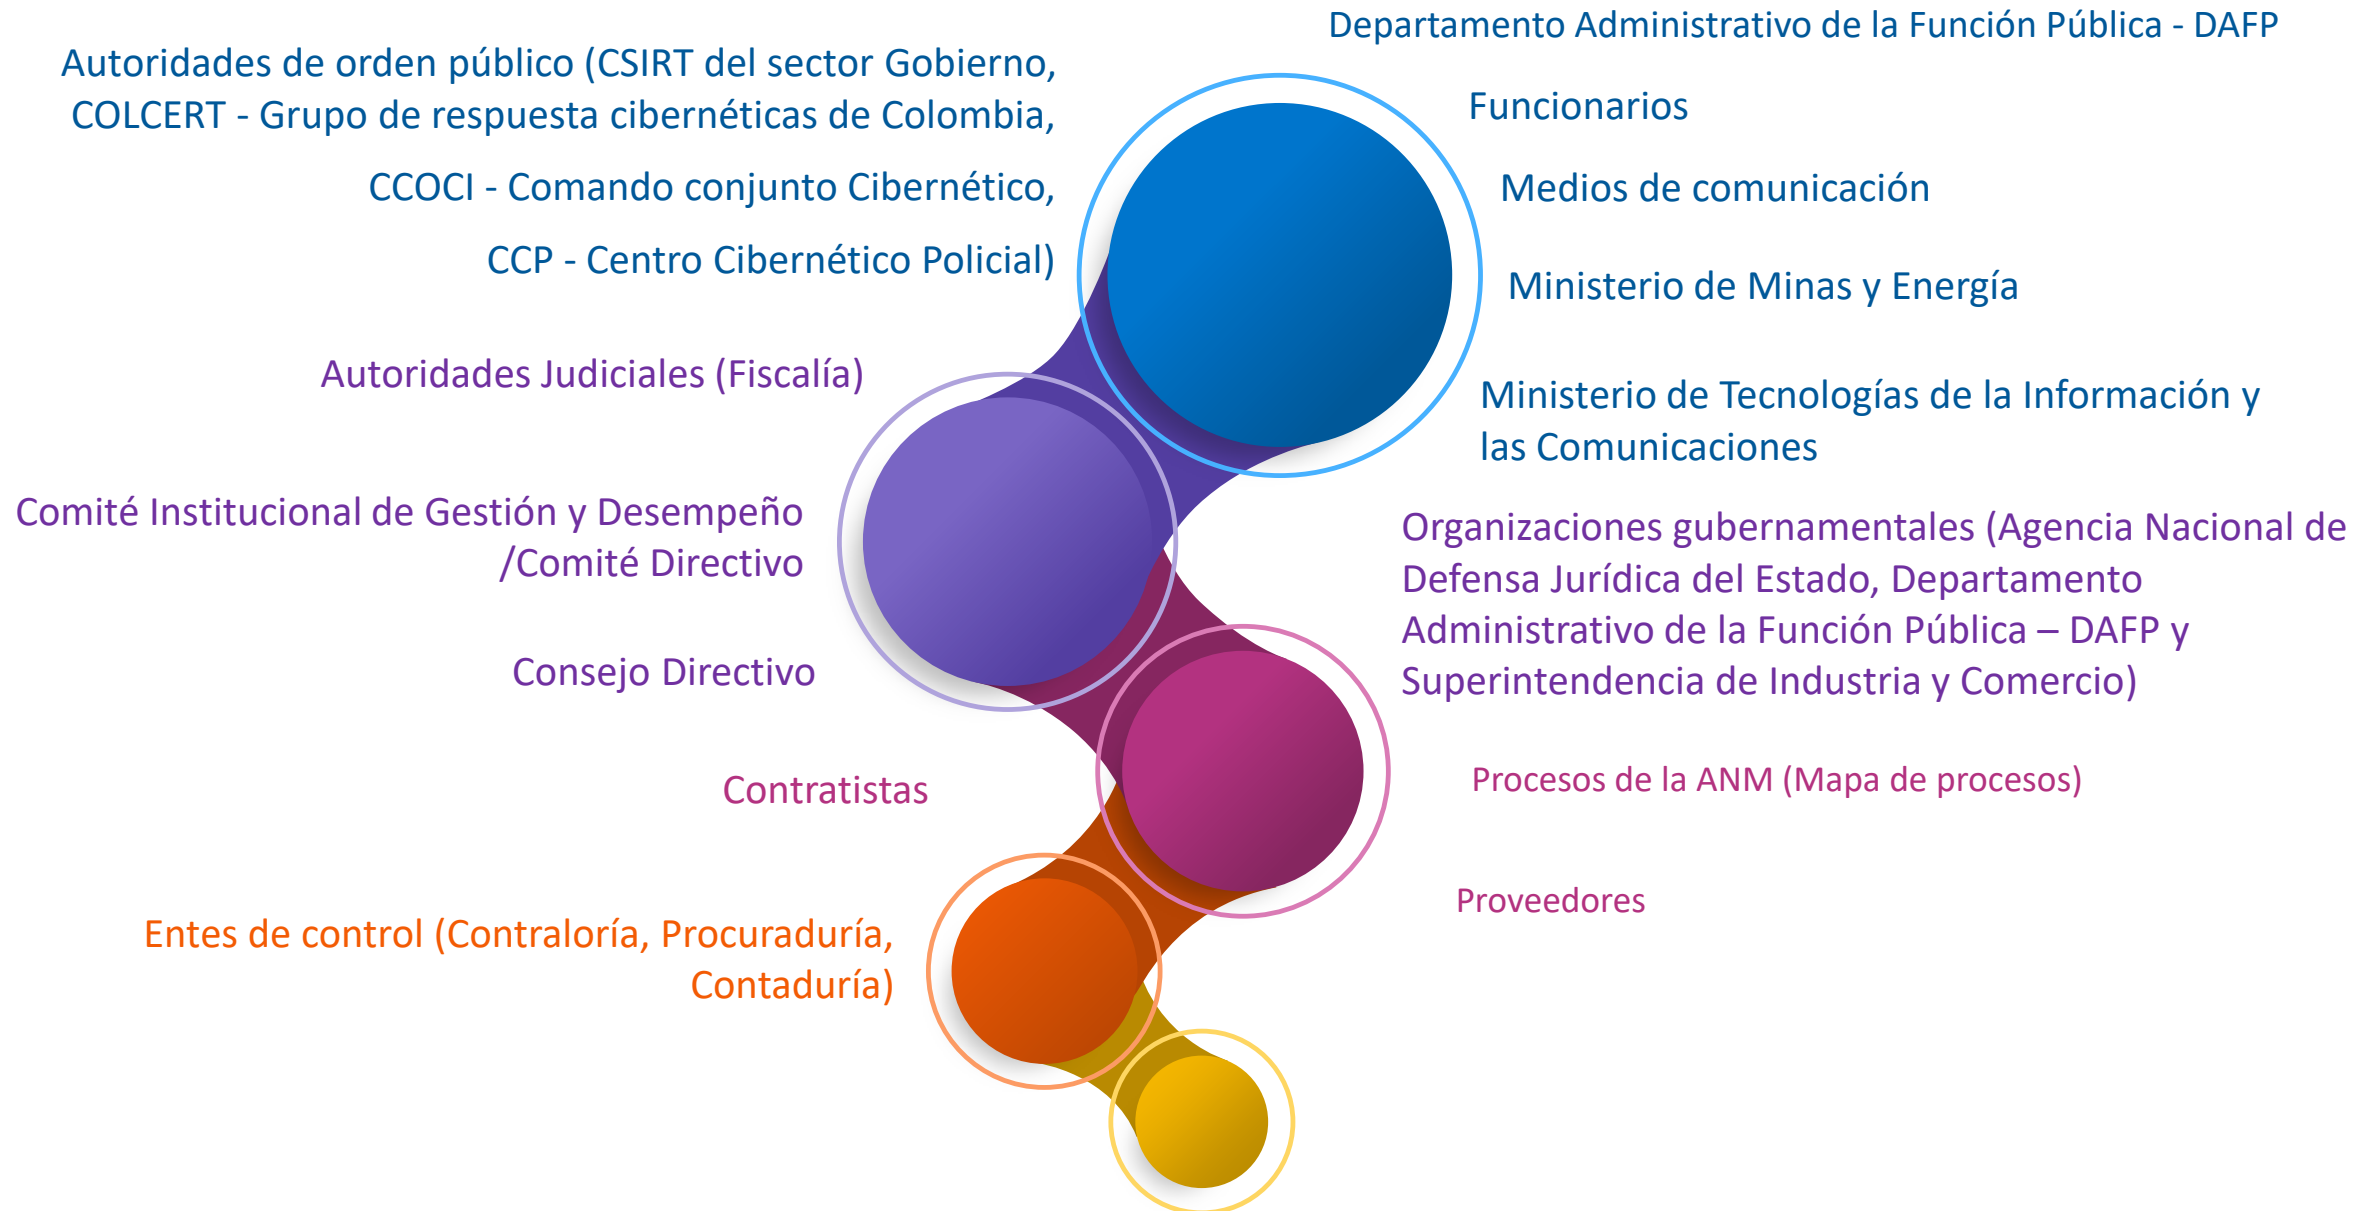 Autoridades de orden público (CSIRT del sector Gobierno,
COLCERT - Grupo de respuesta cibernéticas de Colombia,
CCOCI - Comando conjunto Cibernético,
CCP - Centro Cibernético Policial)
Autoridades Judiciales (Fiscalía)
Comité Institucional de Gestión y Desempeño
/Comité Directivo
Consejo Directivo
Contratistas
Entes de control (Contraloría, Procuraduría,
Contaduría)
Departamento Administrativo de la Función Pública - DAFP
Funcionarios
Medios de comunicación
Ministerio de Minas y Energía
Ministerio de Tecnologías de la Información y
las Comunicaciones
Organizaciones gubernamentales (Agencia Nacional de
Defensa Jurídica del Estado, Departamento
Administrativo de la Función Pública – DAFP y
Superintendencia de Industria y Comercio)
Procesos de la ANM (Mapa de procesos)
Proveedores